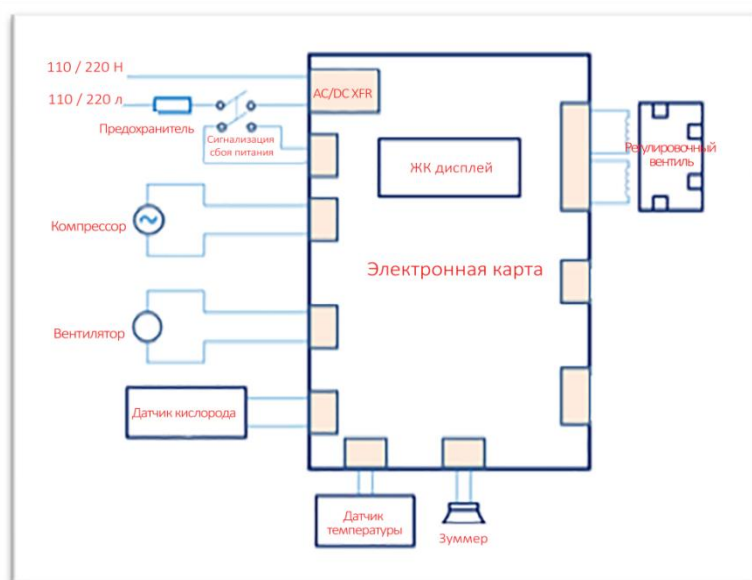 110 / 220 Н
110 / 220 л
Предохранитель
Сигнализация
сбоя питания
AC/DC XFR
ЖК дисплей
Регулировочный
вентиль
Компрессор
Электронная карта
Вентилятор
Датчик кислорода
Датчик
температуры
Зуммер